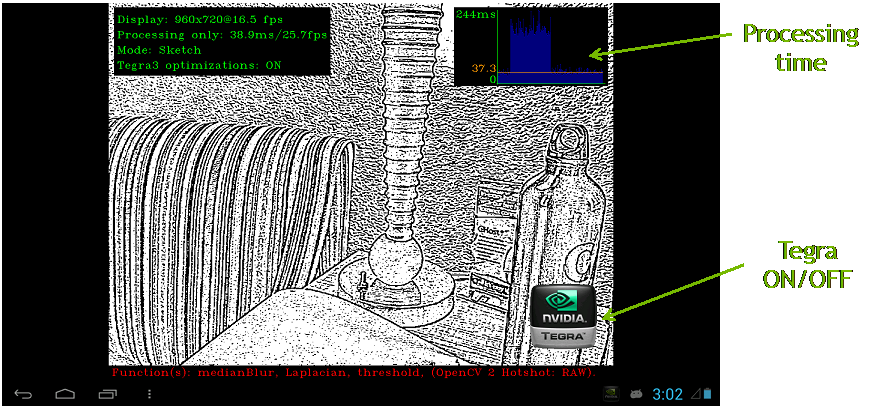 Display: 960x720@16.5 fps
Processing only: 38.9ms/25.7fps
Mode: Sketch
Tegra3 optimizations: ON
244ms
37.3
0
Processing
time
Tegra
ON/OFF
NVIDIA.
TEGRA
Function(s): medianBlur, Laplacian, threshold, (OpenCV 2 Hotshot: RAW).
3:02